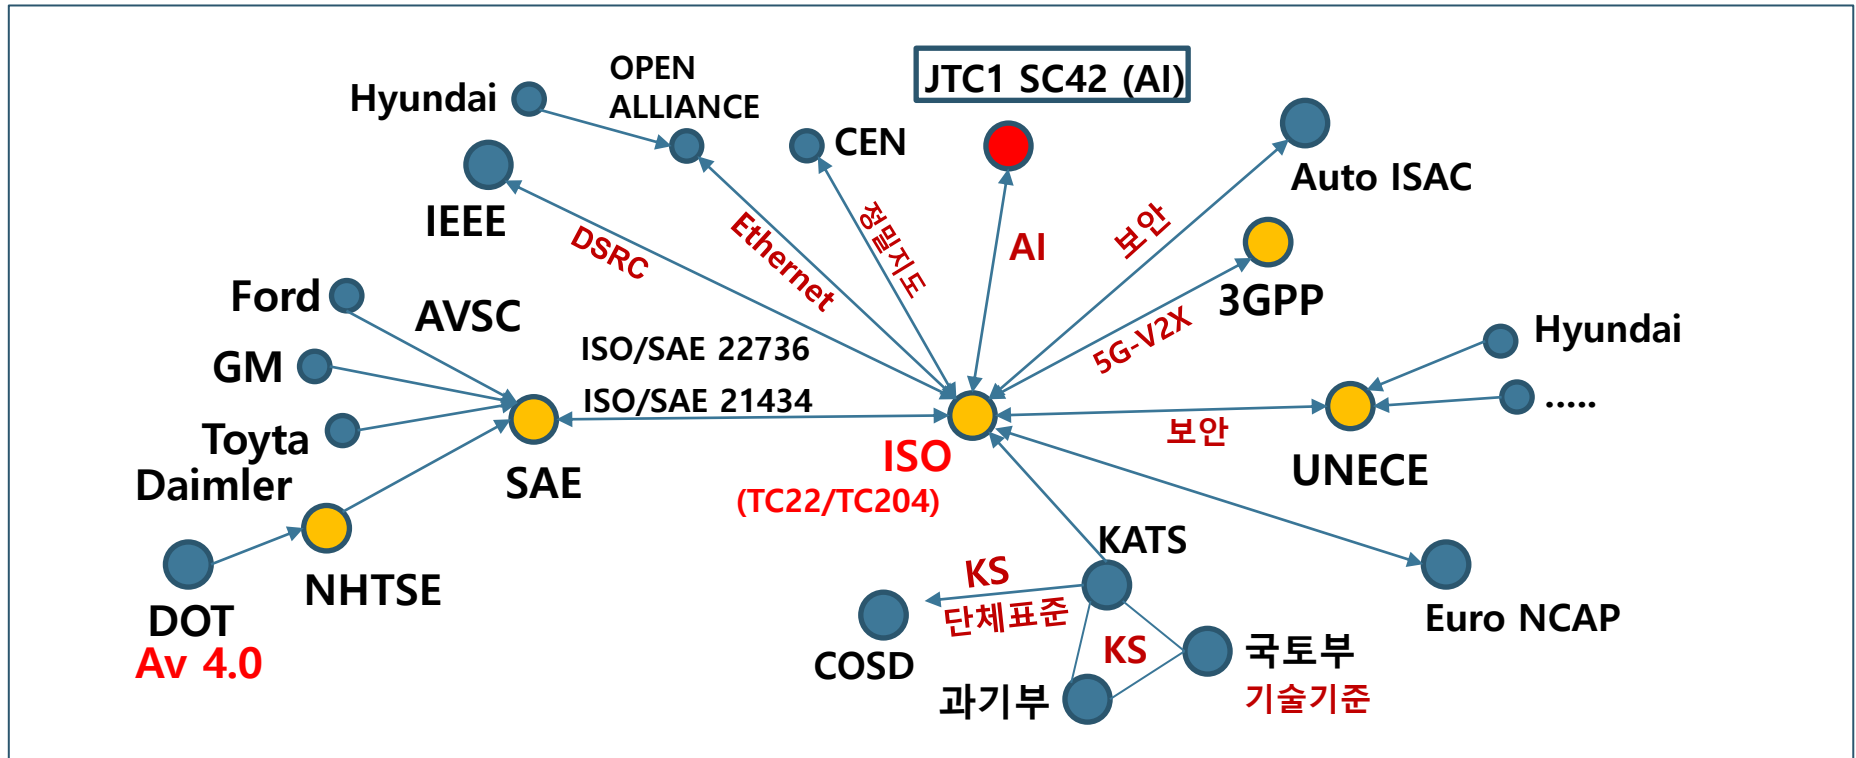 JTC1 SC42 (AI)
OPEN
ALLIANCE
Hyundai
CEN
Auto ISAC
IEEE
DSRC
Ethernet
정밀지도
AI
보안
3GPP
5G-V2X
Ford
AVSC
GM
ISO/SAE 22736
ISO/SAE 21434
Hyundai
.....
Toyta
Daimler
SAE
ISO
(TC22/TC204)
보안
UNECE
DOT
Av 4.0
NHTSE
KATS
KS
단체표준
COSD
KS
과기부
국토부
기술기준
Euro NCAP